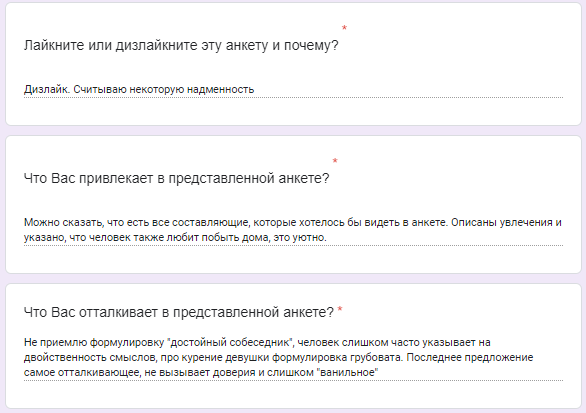 Лайкните или дизлайкните эту анкету и почему? *
Дизлайк. Считываю некоторую надменность
Что Вас привлекает в представленной анкете? *
Можно сказать, что есть все составляющие, которые хотелось бы видеть в анкете. Описаны увлечения и
указано, что человек также любит побыть дома, это уютно.
Что Вас отталкивает в представленной анкете? *
Не приемлю формулировку "достойный собеседник", человек слишком часто указывает на
двойственность смыслов, про курение девушки формулировка грубовата. Последнее предложение
самое отталкивающее, не вызывает доверия и слишком "ванильное"